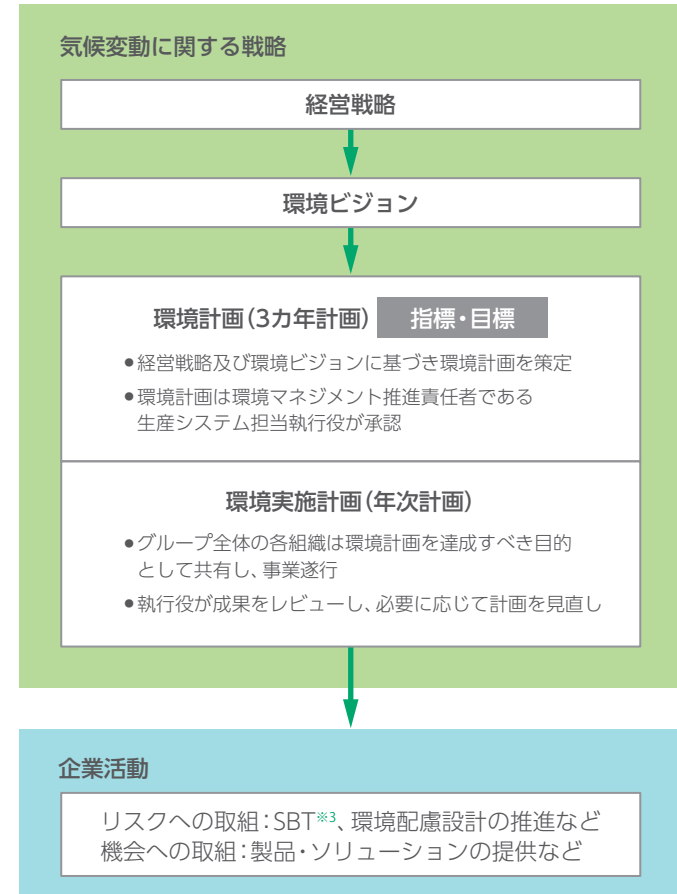 気候変動に関する戦略
経営戦略
環境ビジョン
環境計画(3カ年計画) 指標・目標
●経営戦略及び環境ビジョンに基づき環境計画を策定
●環境計画は環境マネジメント推進責任者である
生産システム担当執行役が承認
環境実施計画(年次計画)
●グループ全体の各組織は環境計画を達成すべき目的
として共有し、事業遂行
●執行役が成果をレビューし、必要に応じて計画を見直し
企業活動
リスクへの取組:SBT※3、環境配慮設計の推進など
機会への取組:製品・ソリューションの提供など